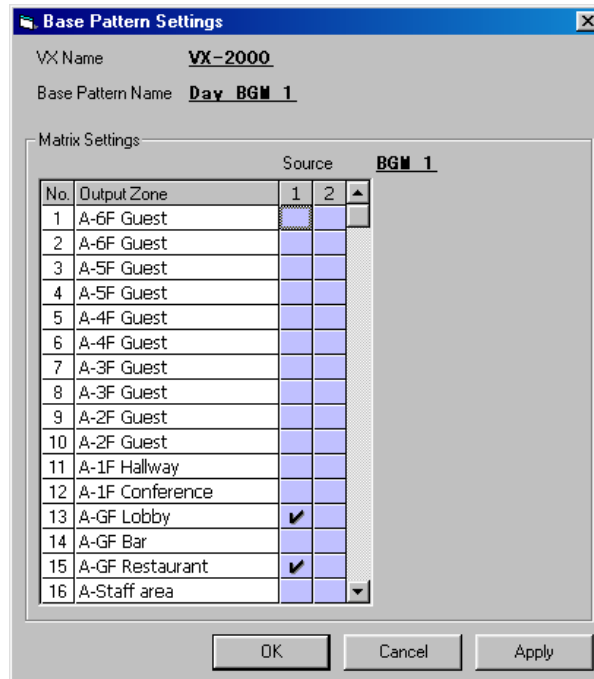 Base Pattern Settings
VX Name VX-2000
Base Pattern Name Day BGM 1
Matrix Settings
Source BGM 1
No. Output Zone 1 2
1 A-6F Guest
2 A-6F Guest
3 A-5F Guest
4 A-5F Guest
5 A-4F Guest
6 A-4F Guest
7 A-3F Guest
8 A-3F Guest
9 A-2F Guest
10 A-2F Guest
11 A-1F Hallway
12 A-1F Conference
13 A-GF Lobby
14 A-GF Bar
15 A-GF Restaurant
16 A-Staff area
OK Cancel Apply